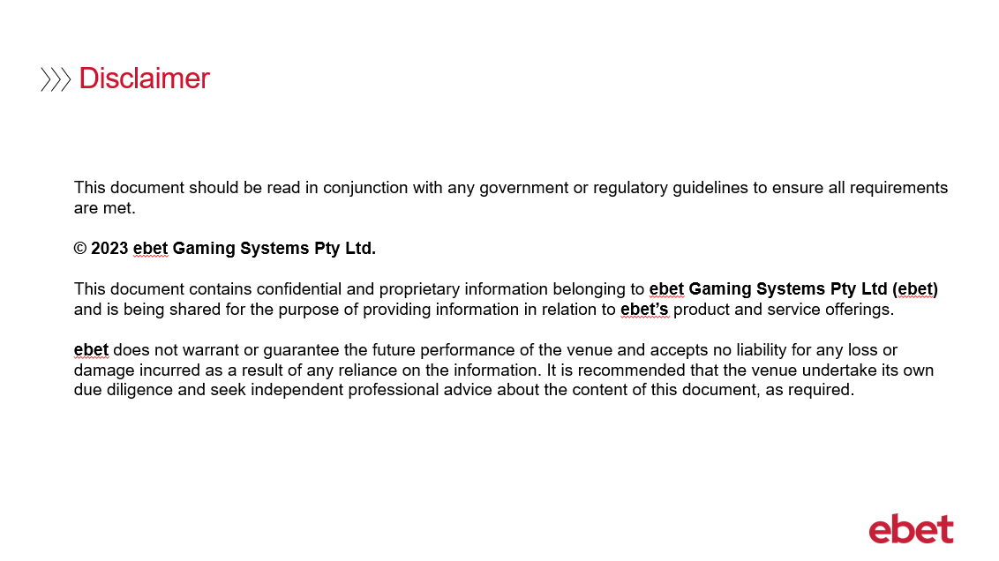 Disclaimer
This document should be read in conjunction with any government or regulatory guidelines to ensure all requirements
are met.
© 2023 ebet Gaming Systems Pty Ltd.
This document contains confidential and proprietary information belonging to ebet Gaming Systems Pty Ltd (ebet)
and is being shared for the purpose of providing information in relation to ebet’s product and service offerings.
ebet does not warrant or guarantee the future performance of the venue and accepts no liability for any loss or
damage incurred as a result of any reliance on the information. It is recommended that the venue undertake its own
due diligence and seek independent professional advice about the content of this document, as required.
ebet